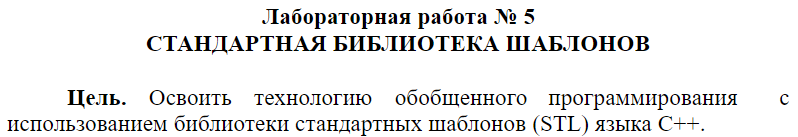 Лабораторная работа № 5
СТАНДАРТНАЯ БИБЛИОТЕКА ШАБЛОНОВ
Цель. Освоить технологию обобщенного программирования с
использованием библиотеки стандартных шаблонов (STL) языка C++.